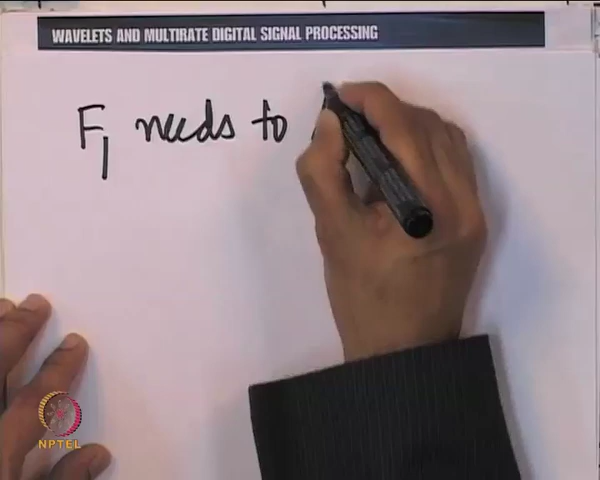 WAVELETS AND MULTIRATE DIGITAL SIGNAL PROCESSING
F₁ needs to
NPTEL